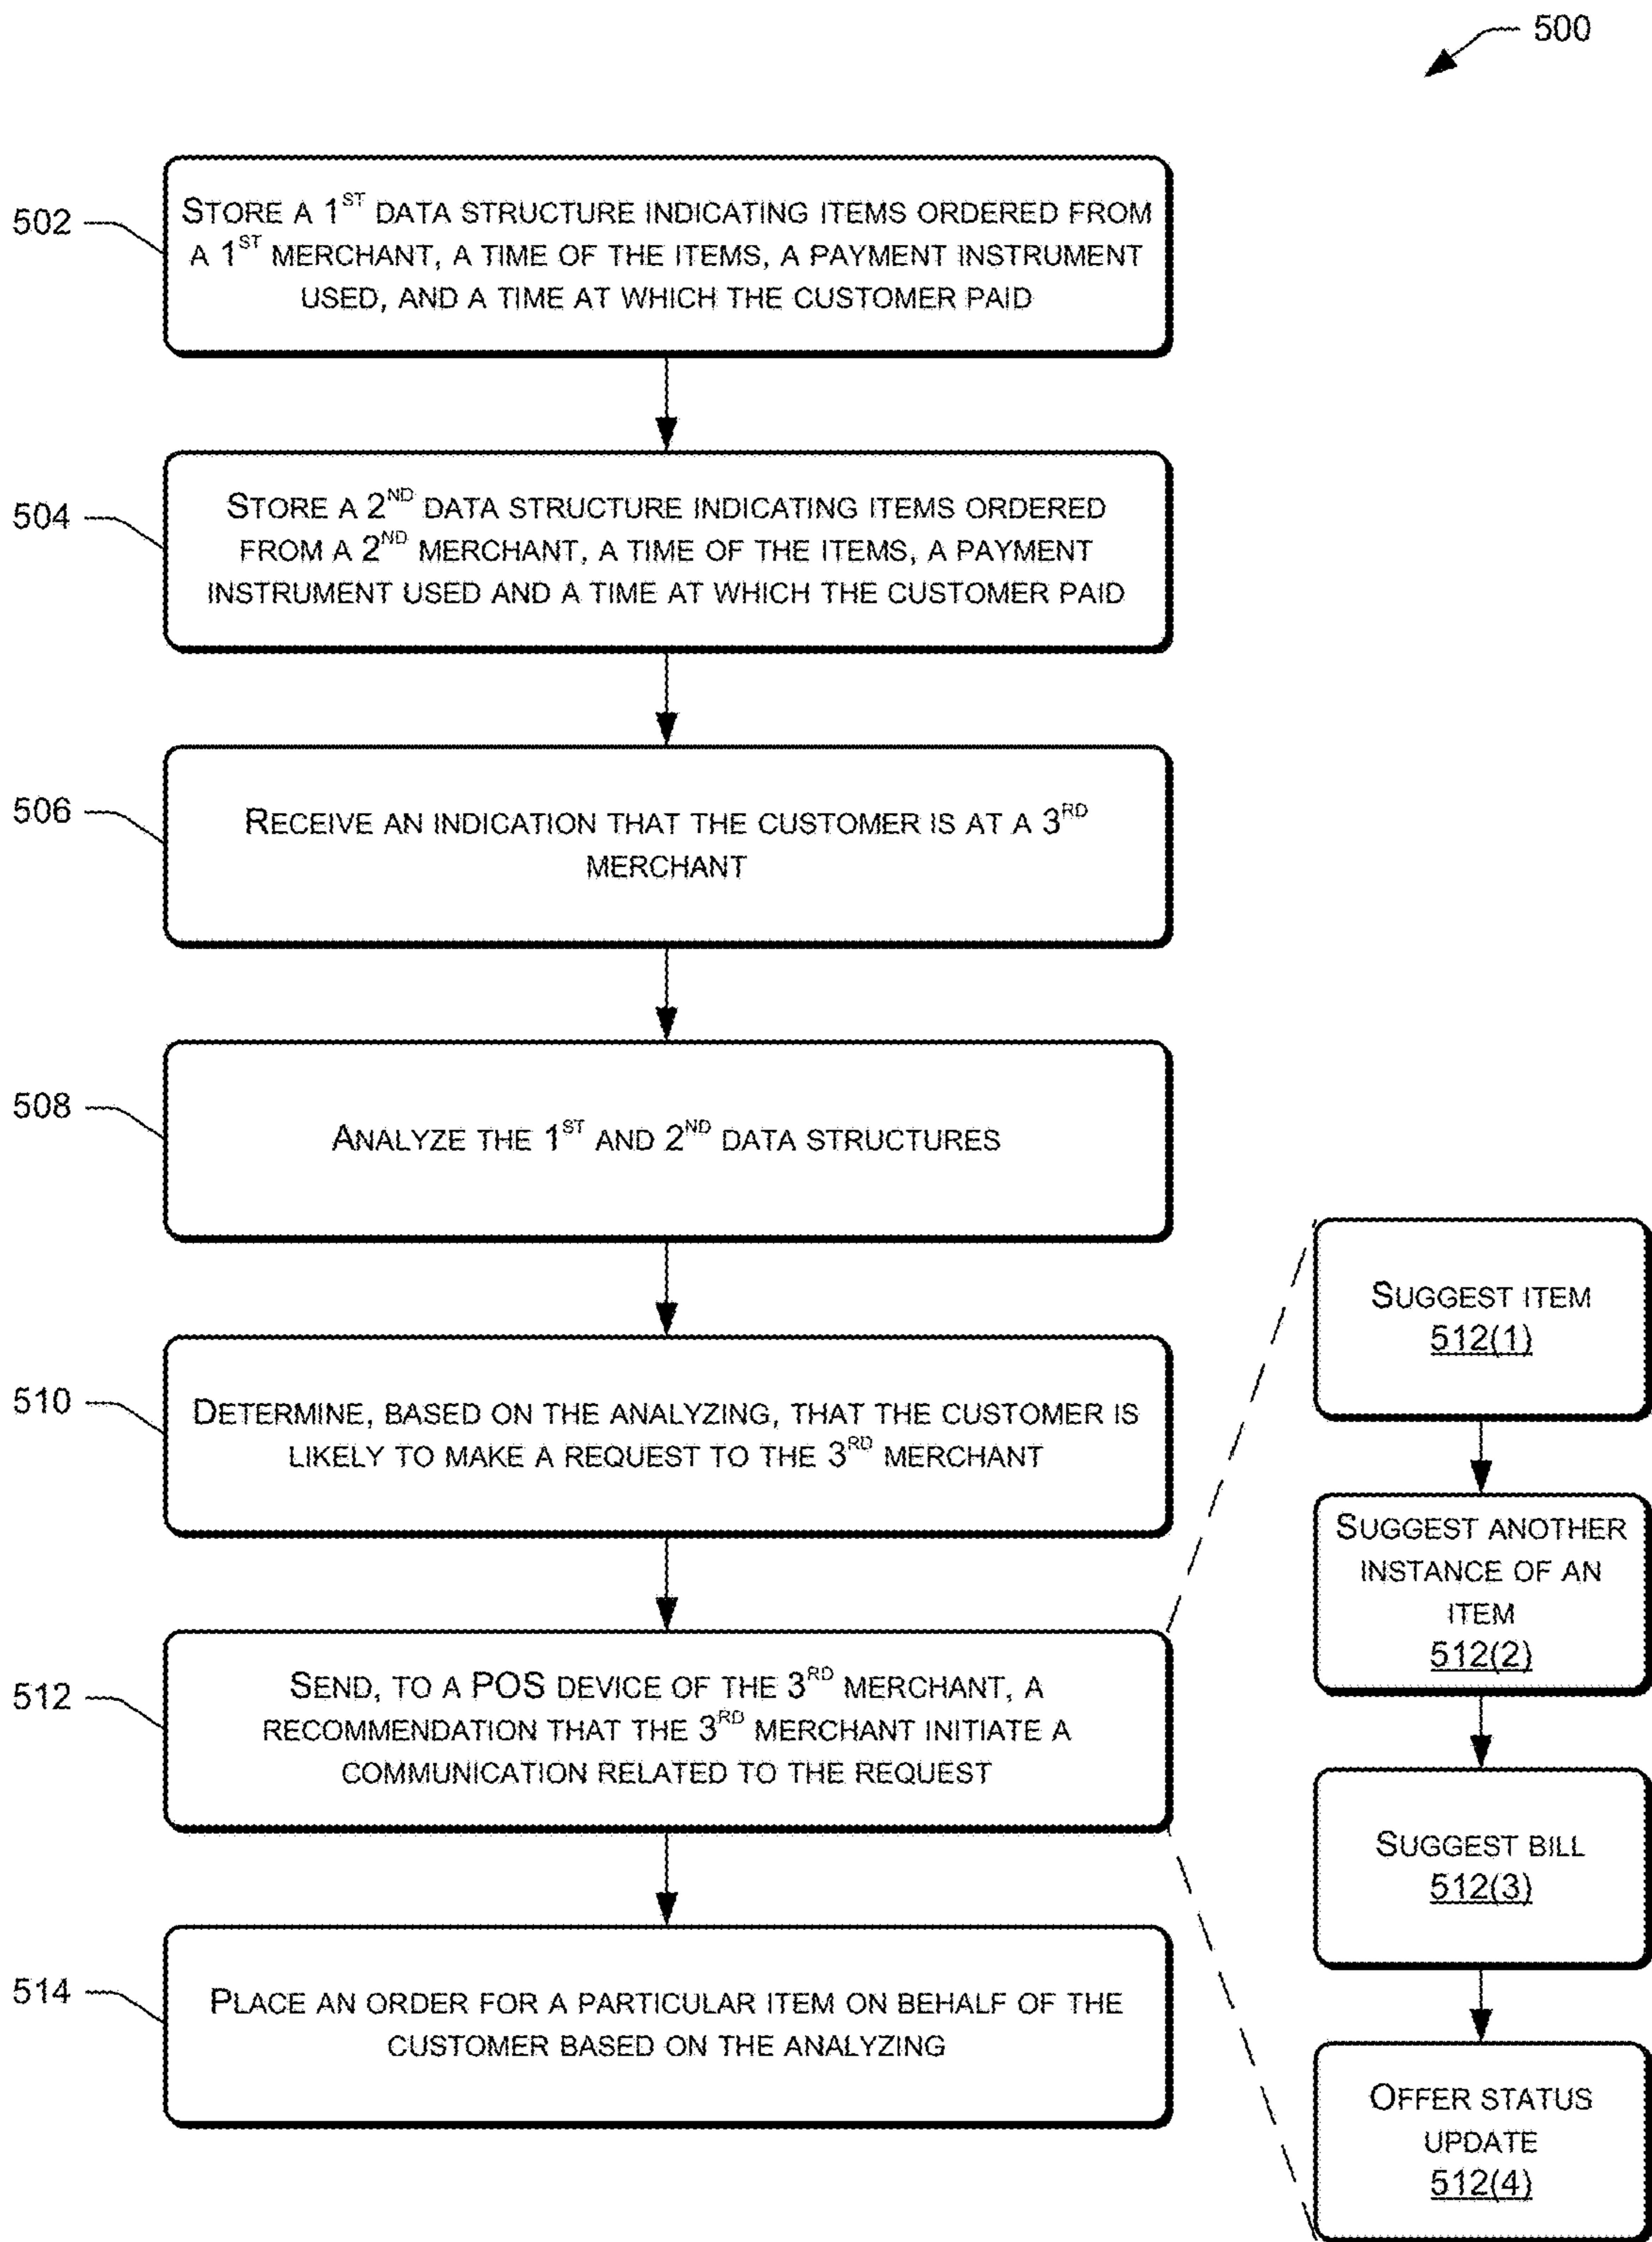 500
502
STORE A 1ST DATA STRUCTURE INDICATING ITEMS ORDERED FROM
A 1ST MERCHANT, A TIME OF THE ITEMS, A PAYMENT INSTRUMENT
USED, AND A TIME AT WHICH THE CUSTOMER PAID
504
STORE A 2ND DATA STRUCTURE INDICATING ITEMS ORDERED
FROM A 2ND MERCHANT, A TIME OF THE ITEMS, A PAYMENT
INSTRUMENT USED AND A TIME AT WHICH THE CUSTOMER PAID
506
RECEIVE AN INDICATION THAT THE CUSTOMER IS AT A 3RD
MERCHANT
508
ANALYZE THE 1ST AND 2ND DATA STRUCTURES
510
DETERMINE, BASED ON THE ANALYZING, THAT THE CUSTOMER IS
LIKELY TO MAKE A REQUEST TO THE 3RD MERCHANT
512
SEND, TO A POS DEVICE OF THE 3RD MERCHANT, A
RECOMMENDATION THAT THE 3RD MERCHANT INITIATE A
COMMUNICATION RELATED TO THE REQUEST
514
PLACE AN ORDER FOR A PARTICULAR ITEM ON BEHALF OF THE
CUSTOMER BASED ON THE ANALYZING
SUGGEST ITEM
512(1)
SUGGEST ANOTHER
INSTANCE OF AN
ITEM
512(2)
SUGGEST BILL
512(3)
OFFER STATUS
UPDATE
512(4)